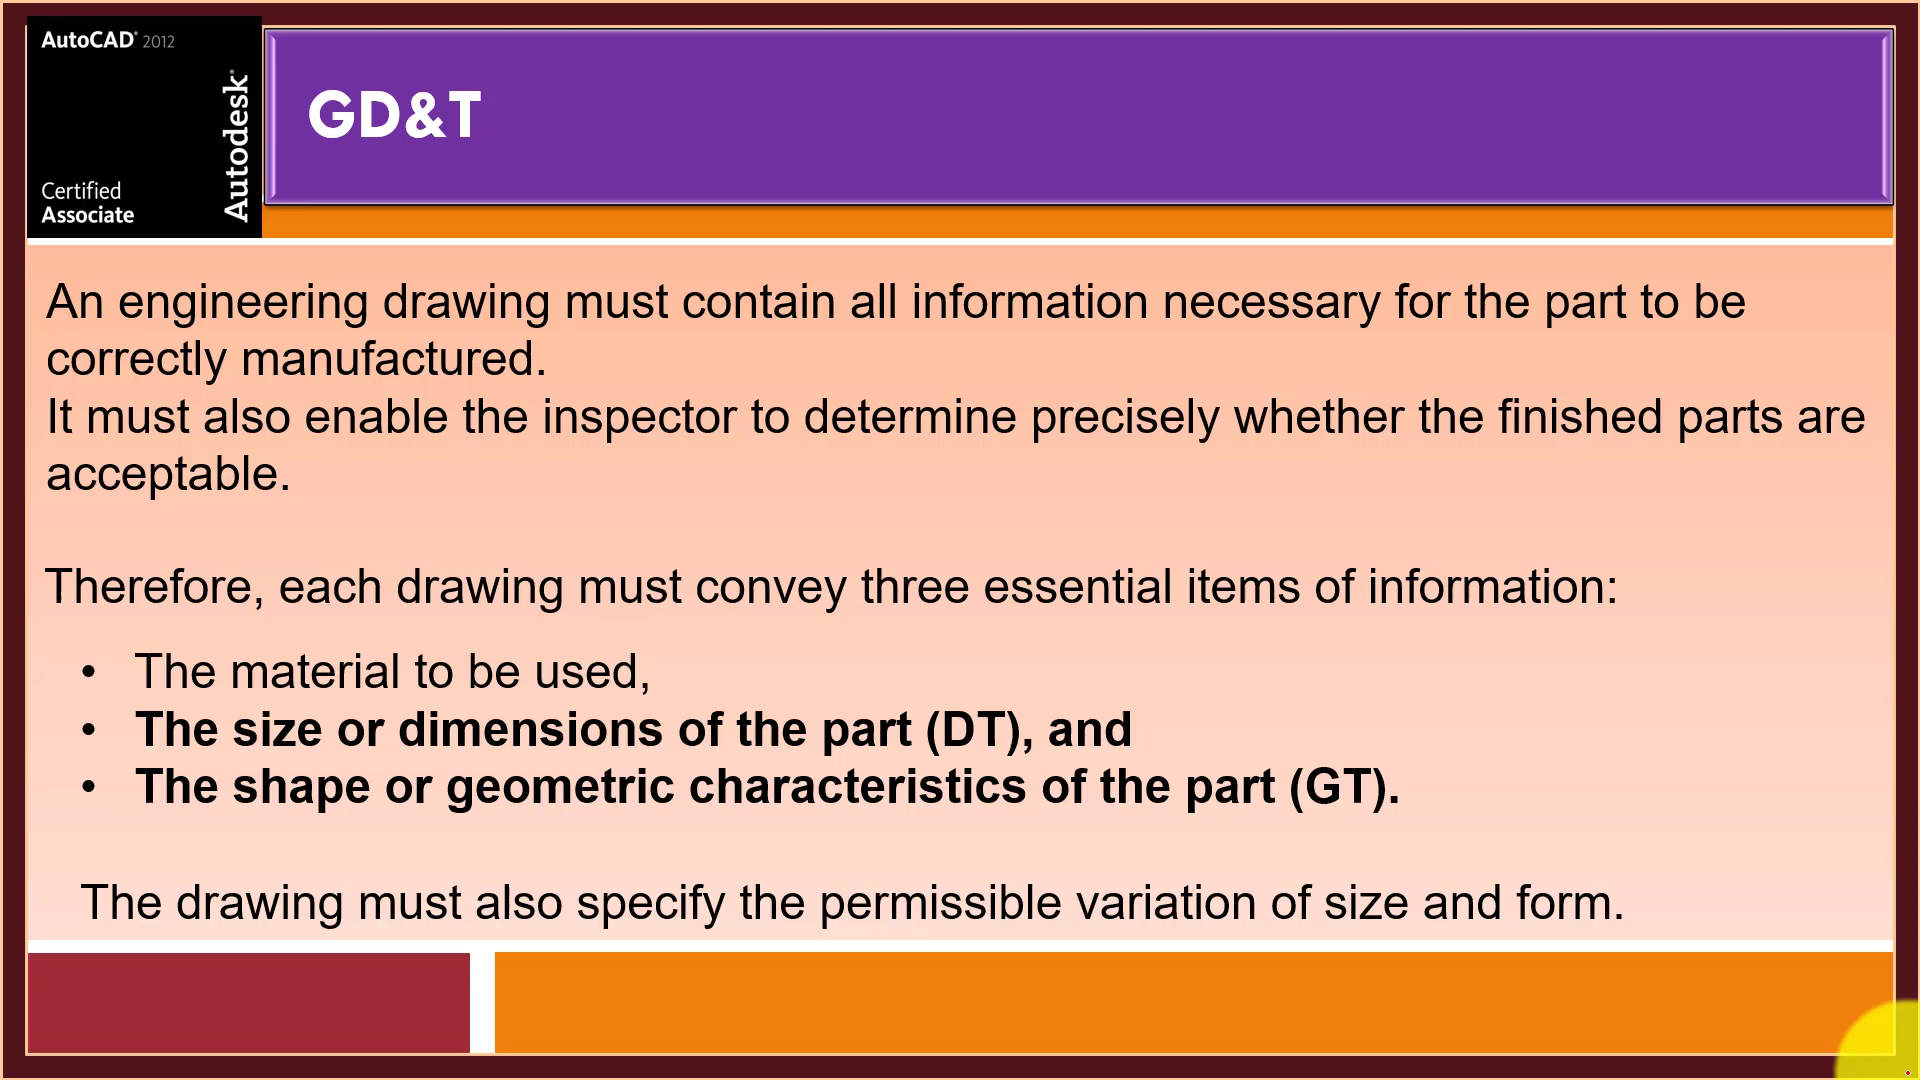 AutoCAD® 2012
Autodesk®
Certified
Associate
GD&T
An engineering drawing must contain all information necessary for the part to be
correctly manufactured.
It must also enable the inspector to determine precisely whether the finished parts are
acceptable.
Therefore, each drawing must convey three essential items of information:
• The material to be used,
• The size or dimensions of the part (DT), and
• The shape or geometric characteristics of the part (GT).
The drawing must also specify the permissible variation of size and form.